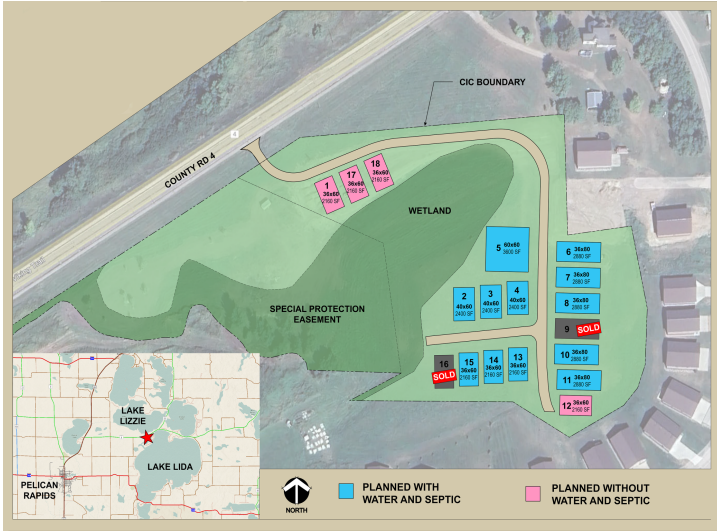 CIC BOUNDARY
4
COUNTY RD 4
18
36x60
2160 SF
17
36x60
2160 SF
1
36x60
2160 SF
WETLAND
5 60x60
3600 SF
6 36x80
2880 SF
7 36x80
2880 SF
8 36x80
2880 SF
9 SOLD
10 36x80
2880 SF
11 36x80
2880 SF
12 36x60
2160 SF
2
40x60
2400 SF
3
40x60
2400 SF
4
40x60
2400 SF
SPECIAL PROTECTION
EASEMENT
16
SOLD
15
36x60
2160 SF
14
36x60
2160 SF
13
36x60
2160 SF
LAKE
LIZZIE
LAKE LIDA
PELICAN
RAPIDS
NORTH
PLANNED WITH
WATER AND SEPTIC
PLANNED WITHOUT
WATER AND SEPTIC